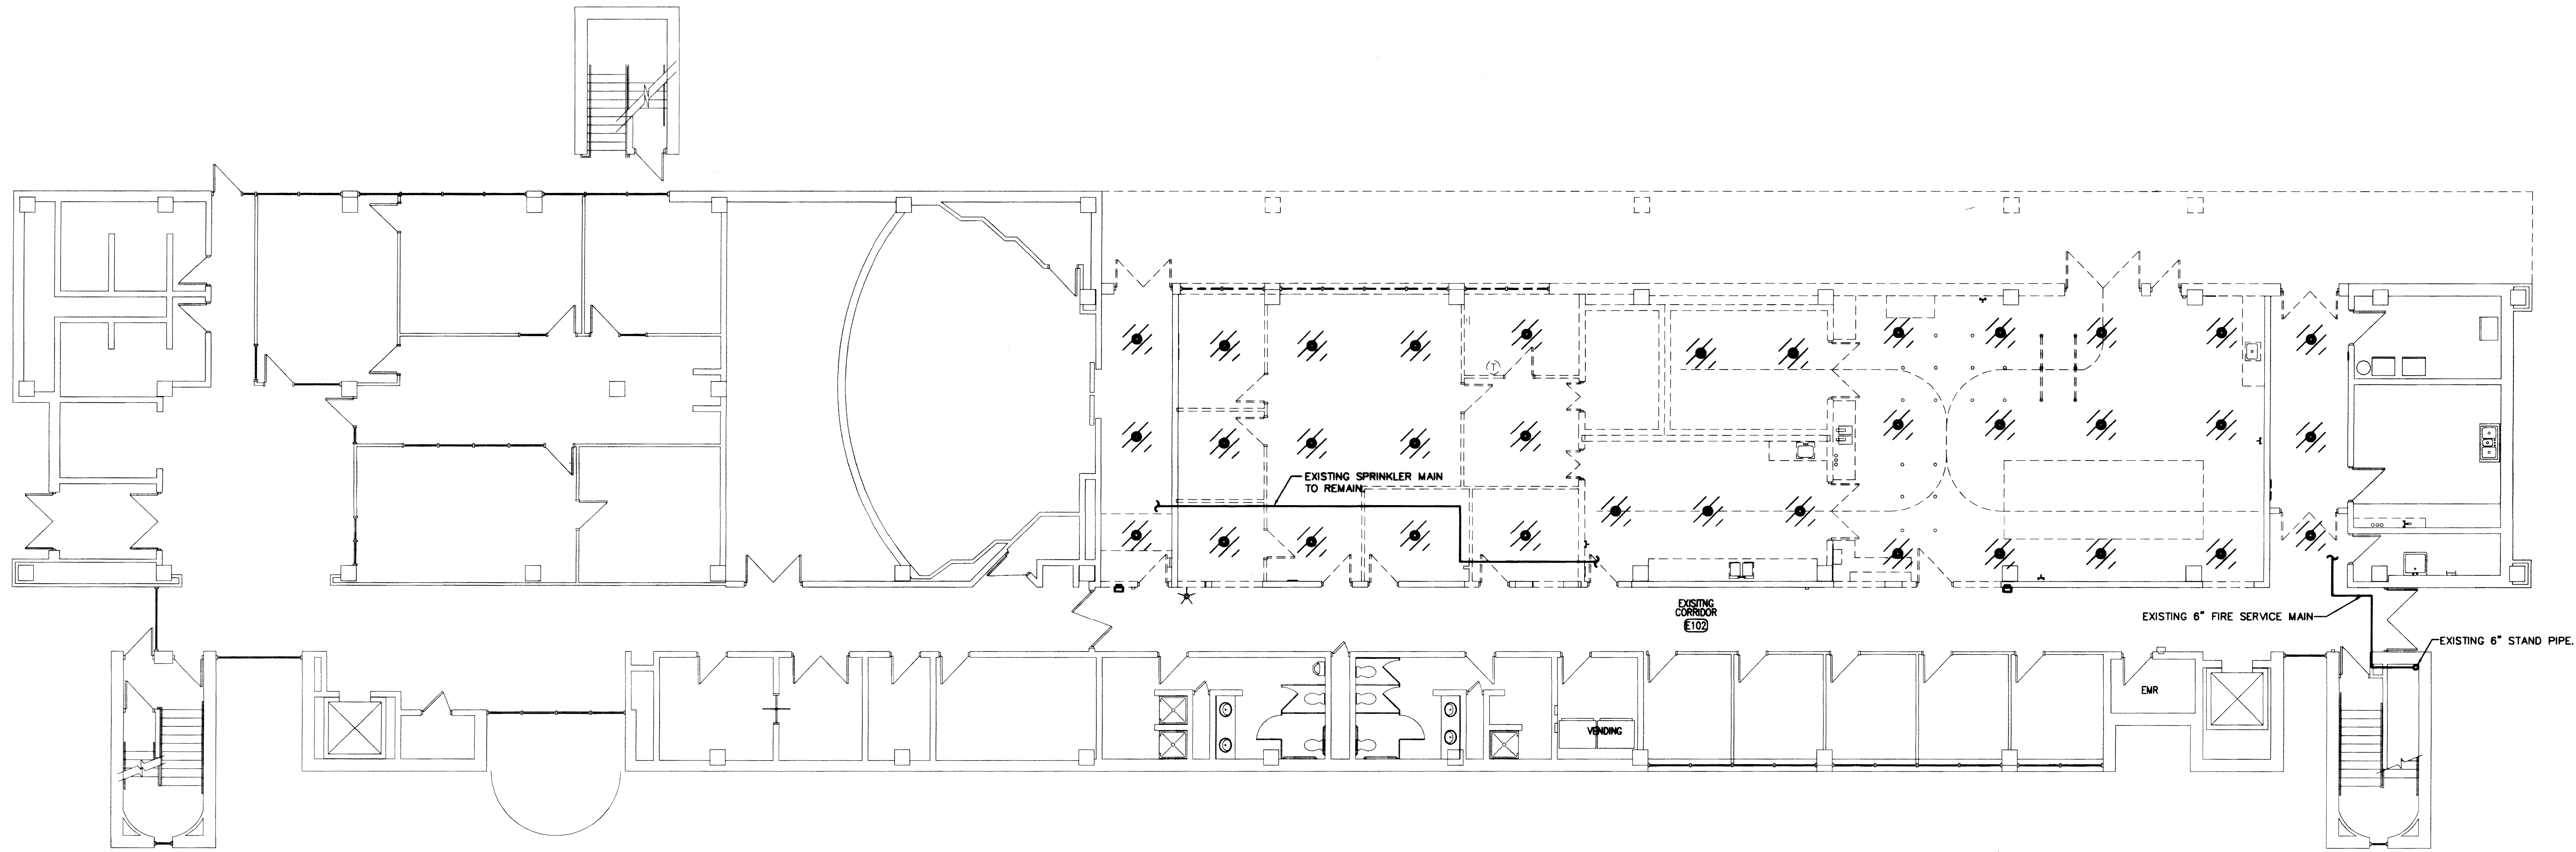 EXISTING SPRINKLER MAIN
TO REMAIN.
T
EXISITNG
CORRIDOR
E102
EXISTING 6" FIRE SERVICE MAIN
EXISTING 6" STAND PIPE.
EMR
VENDING